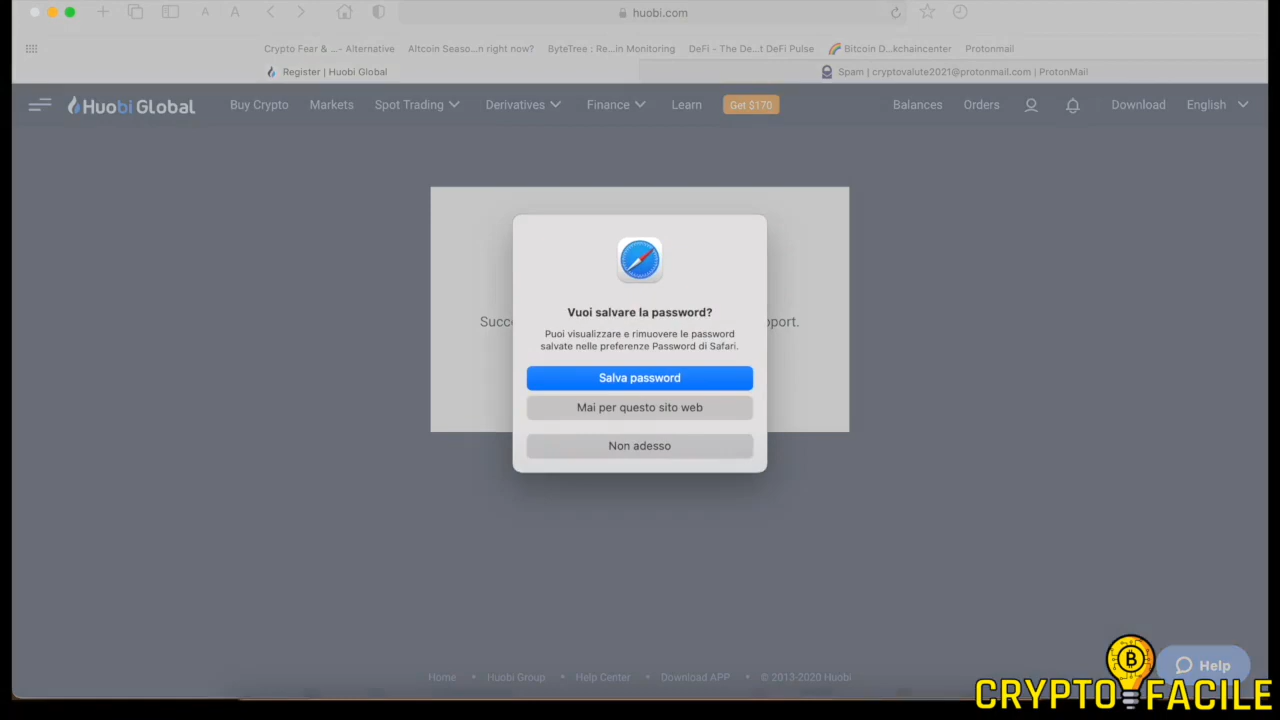 A A huobi.com
Crypto Fear & ...- Alternative Altcoin Seaso...n right now? ByteTree : Re...in Monitoring DeFi - The De...t DeFi Pulse Bitcoin D...kchaincenter Protonmail
Register | Huobi Global Spam | cryptovalute2021@protonmail.com | ProtonMail
Huobi Global Buy Crypto Markets Spot Trading Derivatives Finance Learn Get $170 Balances Orders Download English
Vuoi salvare la password?
Succ port.
Puoi visualizzare e rimuovere le password
salvate nelle preferenze Password di Safari.
Salva password
Mai per questo sito web
Non adesso
Help
Home • Huobi Group • Help Center • Download APP • © 2013-2020 Huobi
CRYPTO FACILE